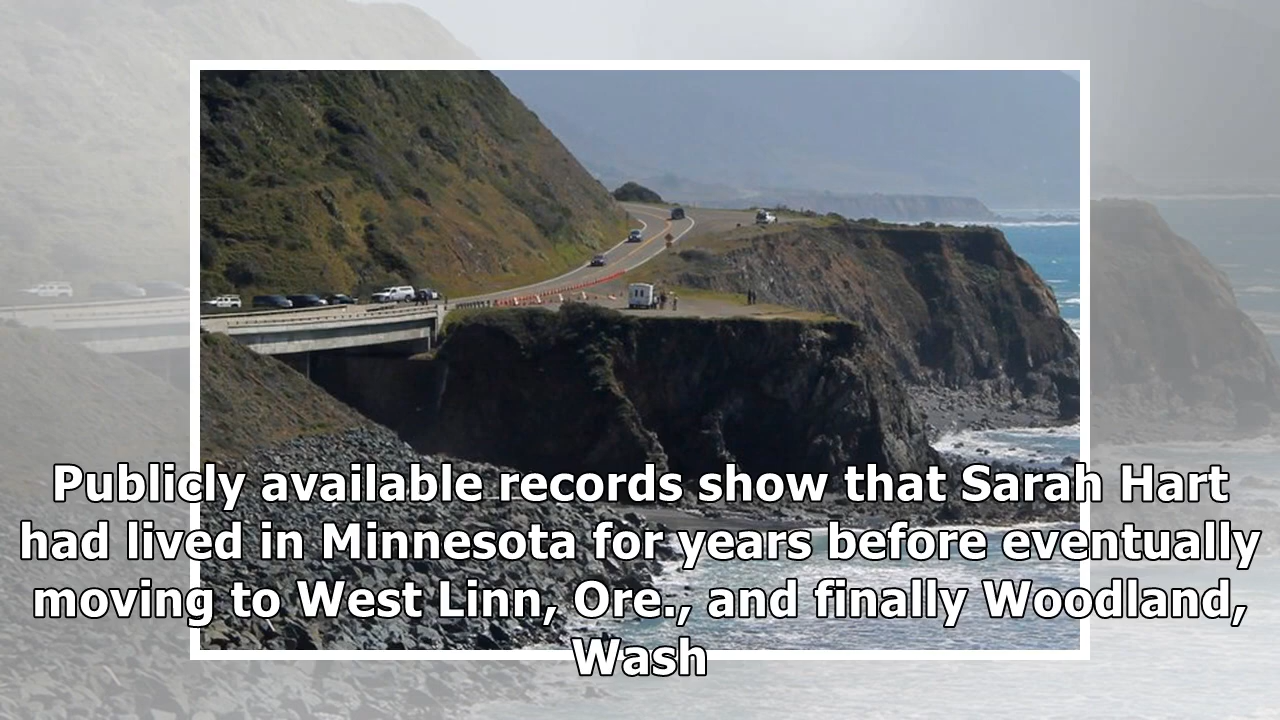 Publicly available records show that Sarah Hart
had lived in Minnesota for years before eventually
moving to West Linn, Ore., and finally Woodland,
Wash